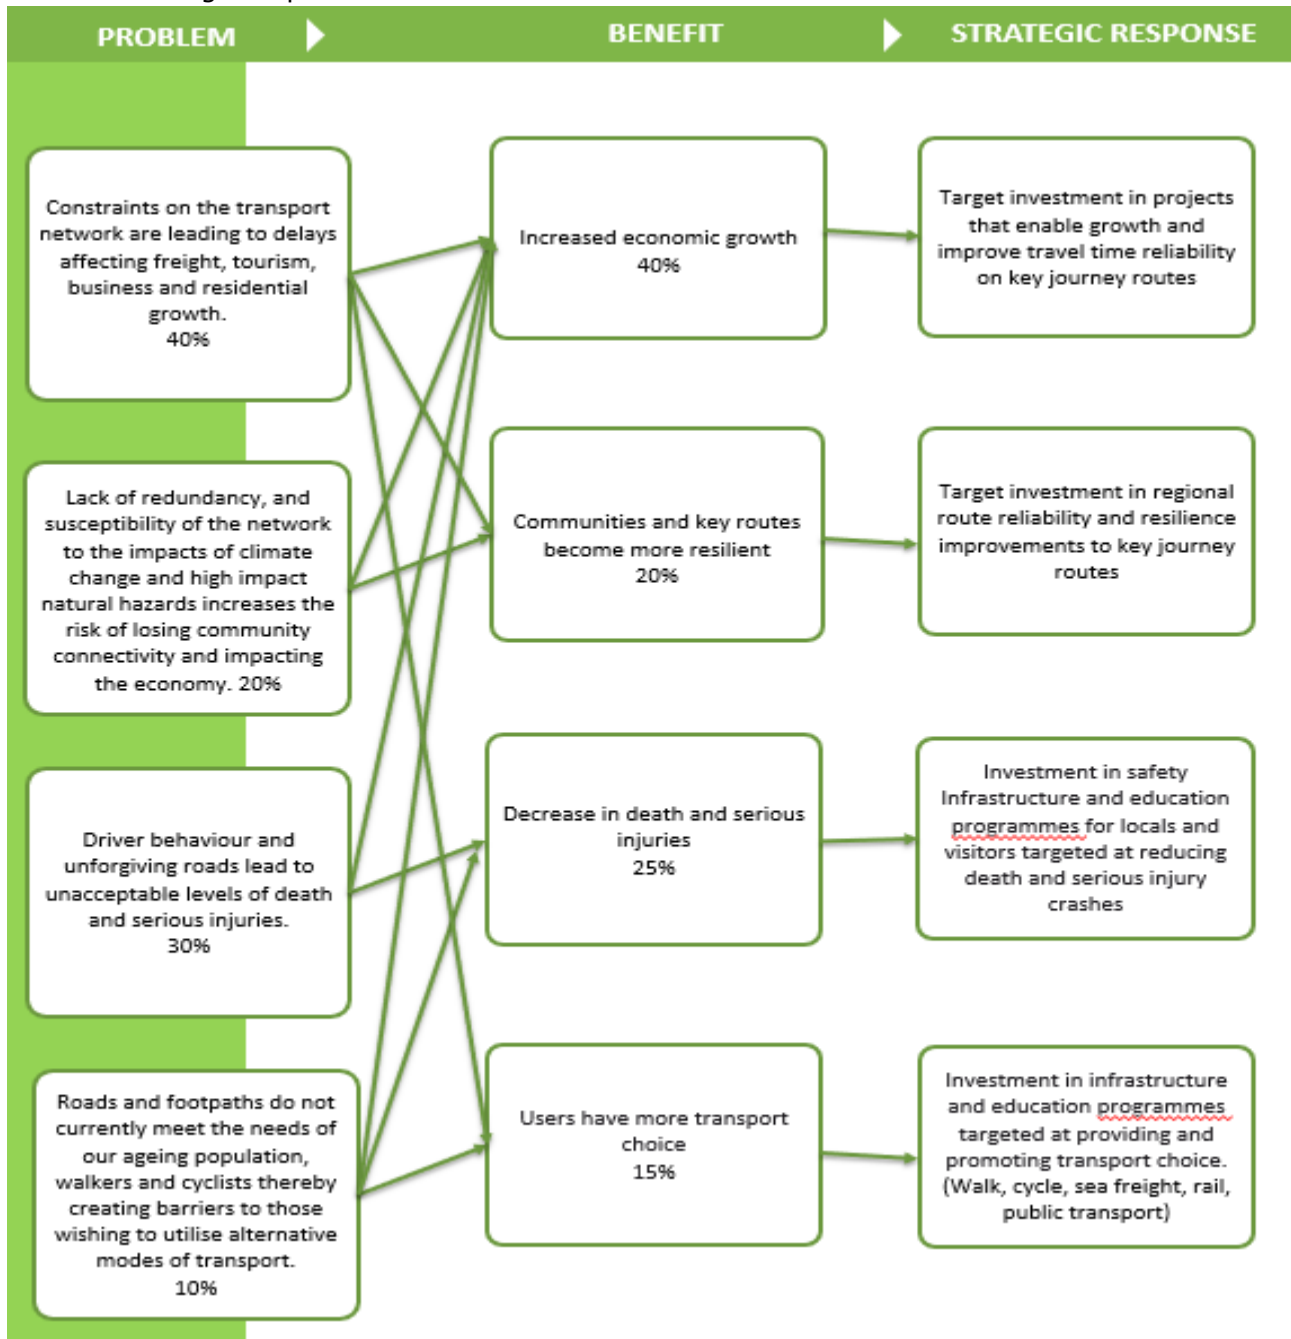 PROBLEM
BENEFIT
STRATEGIC RESPONSE
Constraints on the transport
network are leading to delays
affecting freight, tourism,
business and residential
growth.
40%
Increased economic growth
40%
Target investment in projects
that enable growth and
improve travel time reliability
on key journey routes
Lack of redundancy, and
susceptibility of the network
to the impacts of climate
change and high impact
natural hazards increases the
risk of losing community
connectivity and impacting
the economy. 20%
Communities and key routes
become more resilient
20%
Target investment in regional
route reliability and resilience
improvements to key journey
routes
Driver behaviour and
unforgiving roads lead to
unacceptable levels of death
and serious injuries.
30%
Decrease in death and serious
injuries
25%
Investment in safety
Infrastructure and education
programmes for locals and
visitors targeted at reducing
death and serious injury
crashes
Roads and footpaths do not
currently meet the needs of
our ageing population,
walkers and cyclists thereby
creating barriers to those
wishing to utilise alternative
modes of transport.
10%
Users have more transport
choice
15%
Investment in infrastructure
and education programmes
targeted at providing and
promoting transport choice.
(Walk, cycle, sea freight, rail,
public transport)